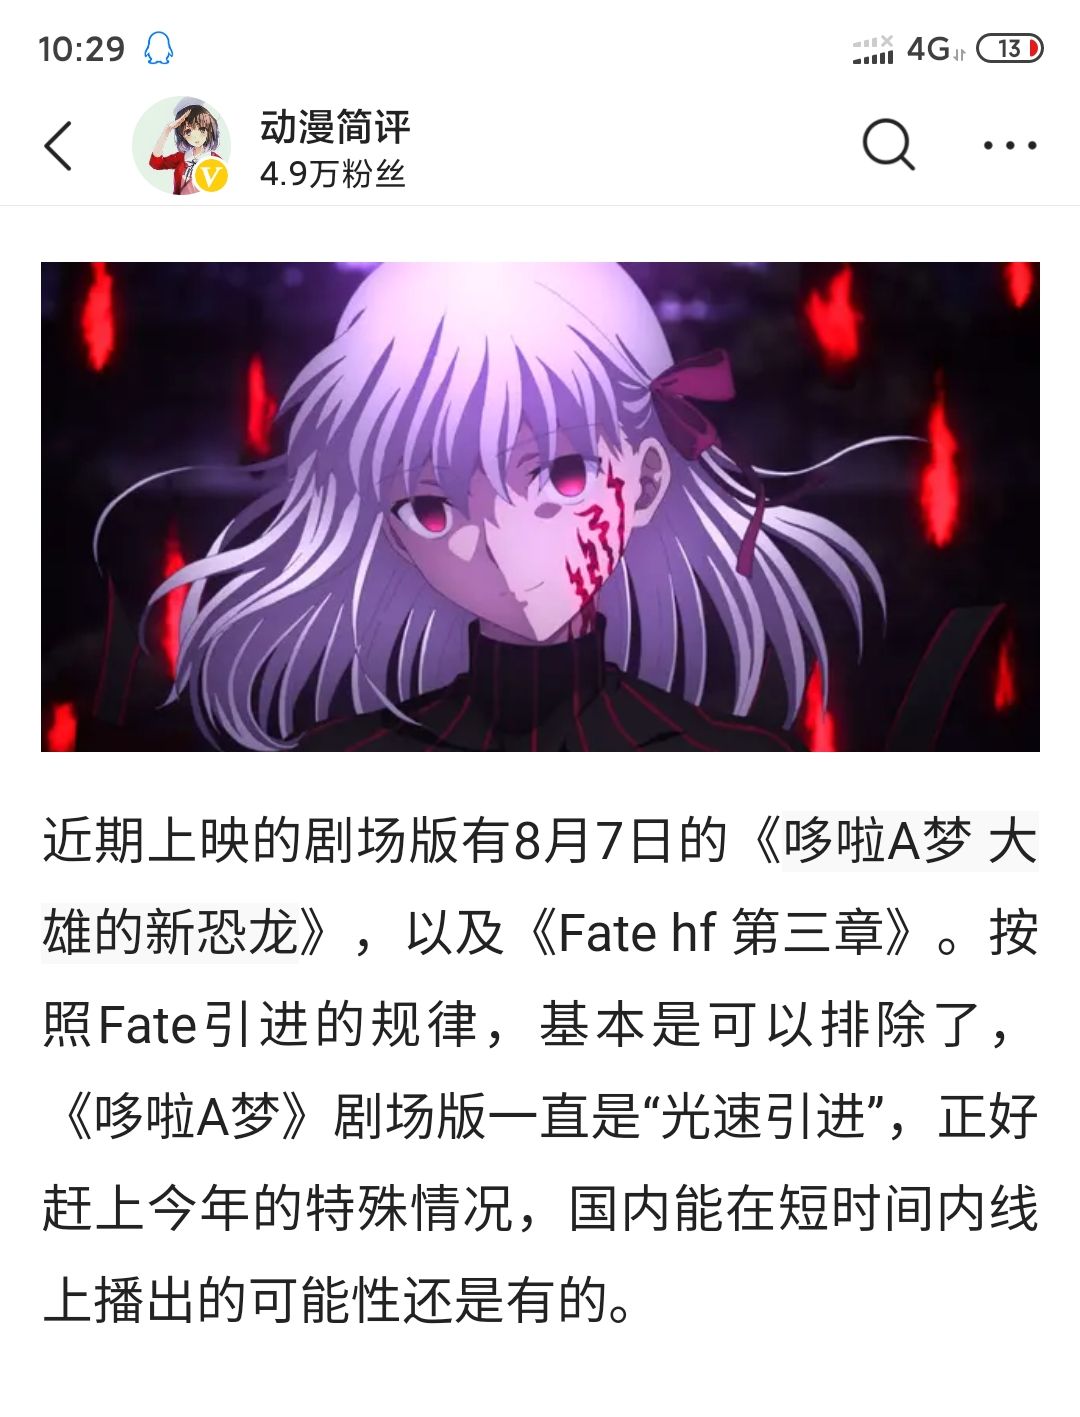 10:29 4G 13
动漫简评
V
4.9万粉丝
近期上映的剧场版有8月7日的《哆啦A梦 大
雄的新恐龙》，以及《Fate hf 第三章》。按
照Fate引进的规律，基本是可以排除了，
《哆啦A梦》剧场版一直是“光速引进”，正好
赶上今年的特殊情况，国内能在短时间内线
上播出的可能性还是有的。